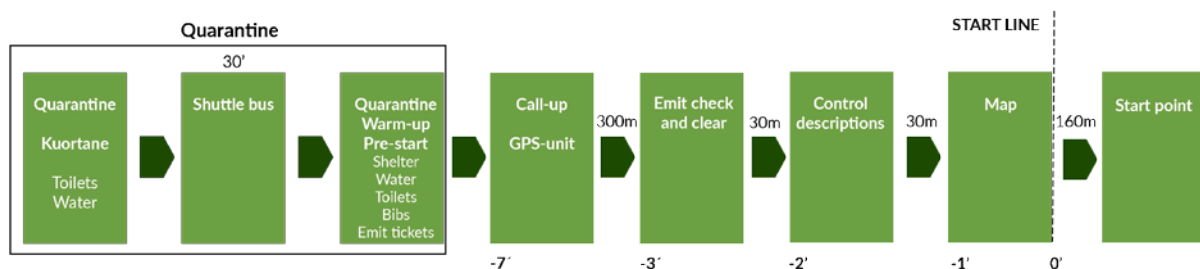 Quarantine
START LINE
30'
Quarantine
Kuortane
Toilets
Water
Shuttle bus
Quarantine
Warm-up
Pre-start
Shelter
Water
Toilets
Bibs
Emit tickets
Call-up
GPS-unit
300m
Emit check
and clear
30m
Control
descriptions
30m
Map
160m
Start point
-7´
-3´
-2'
-1'
0'